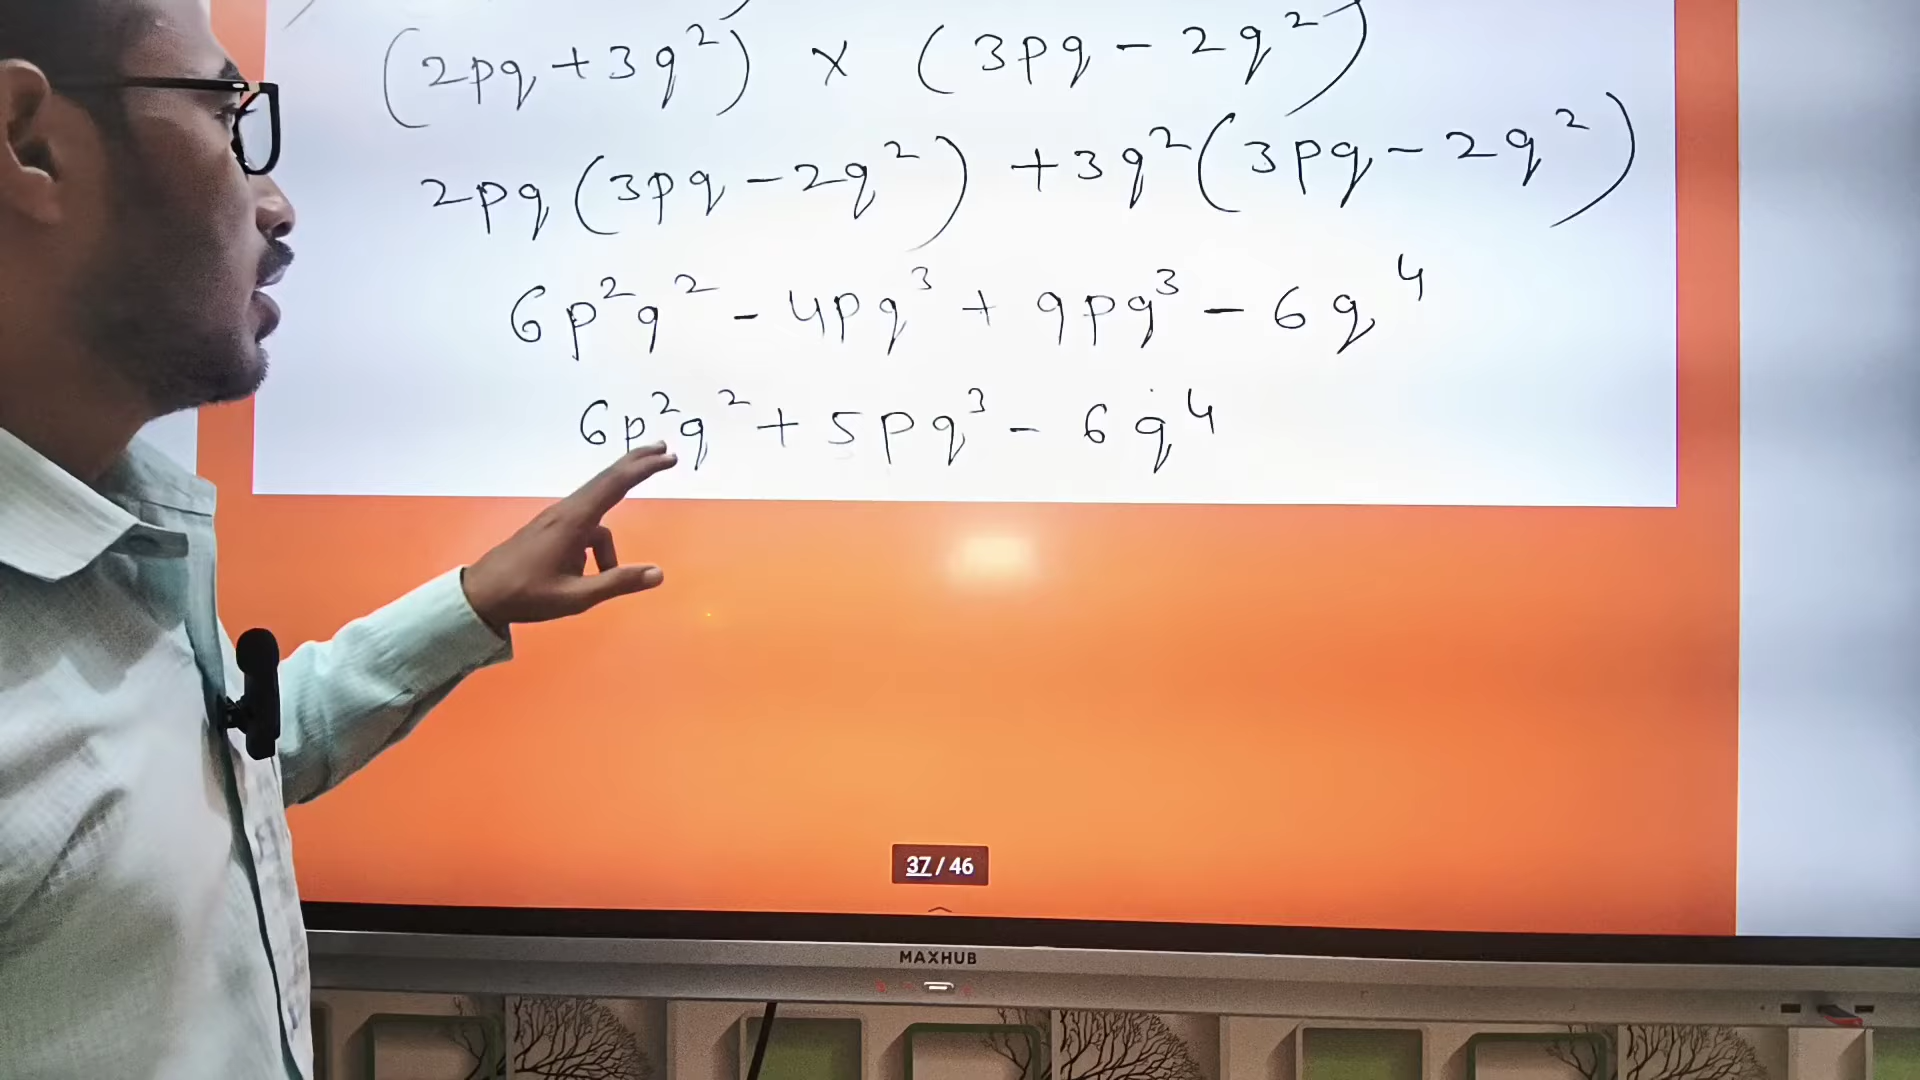 (2pq + 3q²) × (3pq - 2q²)
2pq (3pq - 2q²) + 3q² (3pq - 2q²)
6p²q² - 4pq³ + 9pq³ - 6q⁴
6p²q² + 5pq³ - 6q⁴
37 / 46
MAXHUB